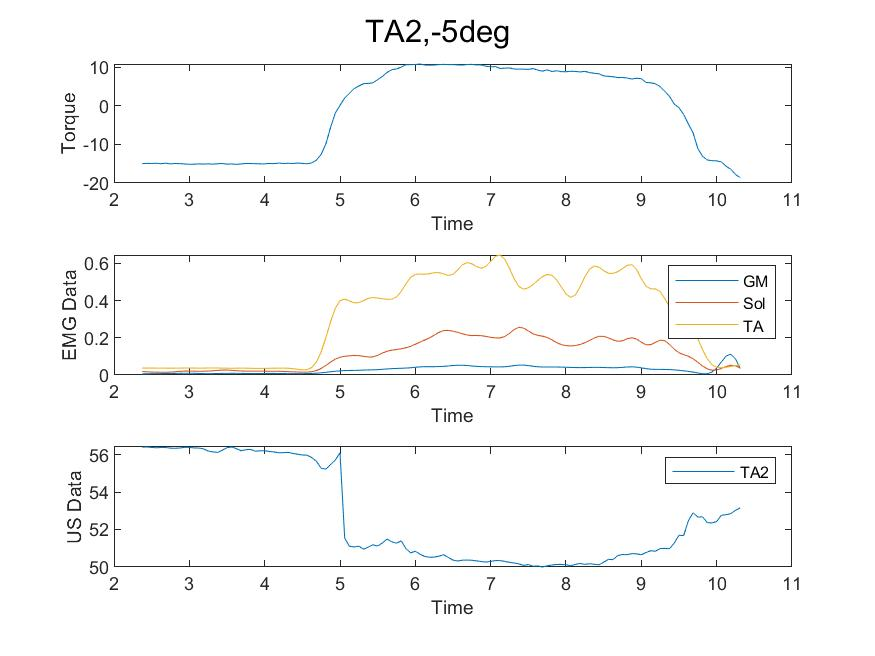 TA2,-5deg
10
0
-10
-20
Torque
2 3 4 5 6 7 8 9 10 11
Time
0.6
0.4
0.2
0
EMG Data
GM
Sol
TA
2 3 4 5 6 7 8 9 10 11
Time
56
54
52
50
US Data
TA2
2 3 4 5 6 7 8 9 10 11
Time